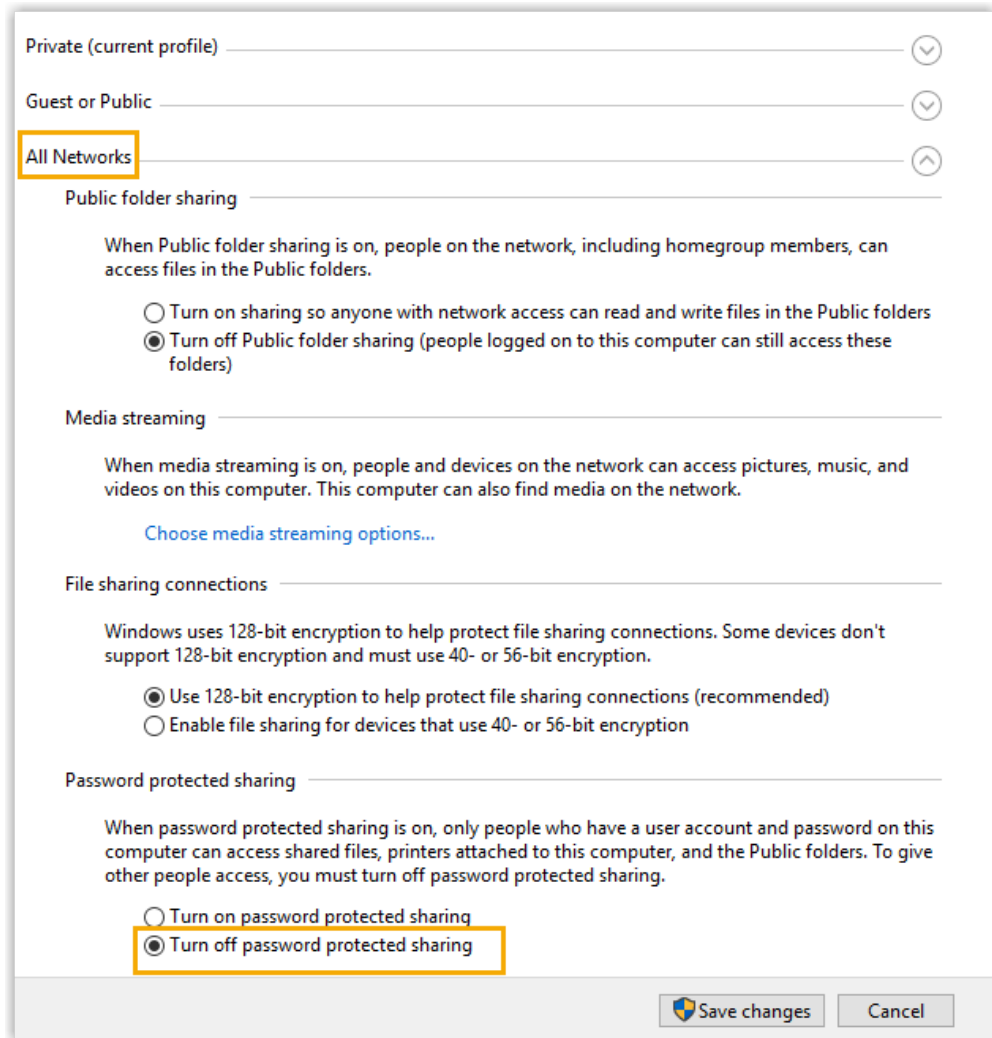 Private (current profile)
Guest or Public
All Networks
Public folder sharing
When Public folder sharing is on, people on the network, including homegroup members, can
access files in the Public folders.
Turn on sharing so anyone with network access can read and write files in the Public folders
Turn off Public folder sharing (people logged on to this computer can still access these
folders)
Media streaming
When media streaming is on, people and devices on the network can access pictures, music, and
videos on this computer. This computer can also find media on the network.
Choose media streaming options...
File sharing connections
Windows uses 128-bit encryption to help protect file sharing connections. Some devices don't
support 128-bit encryption and must use 40- or 56-bit encryption.
Use 128-bit encryption to help protect file sharing connections (recommended)
Enable file sharing for devices that use 40- or 56-bit encryption
Password protected sharing
When password protected sharing is on, only people who have a user account and password on this
computer can access shared files, printers attached to this computer, and the Public folders. To give
other people access, you must turn off password protected sharing.
Turn on password protected sharing
Turn off password protected sharing
Save changes
Cancel